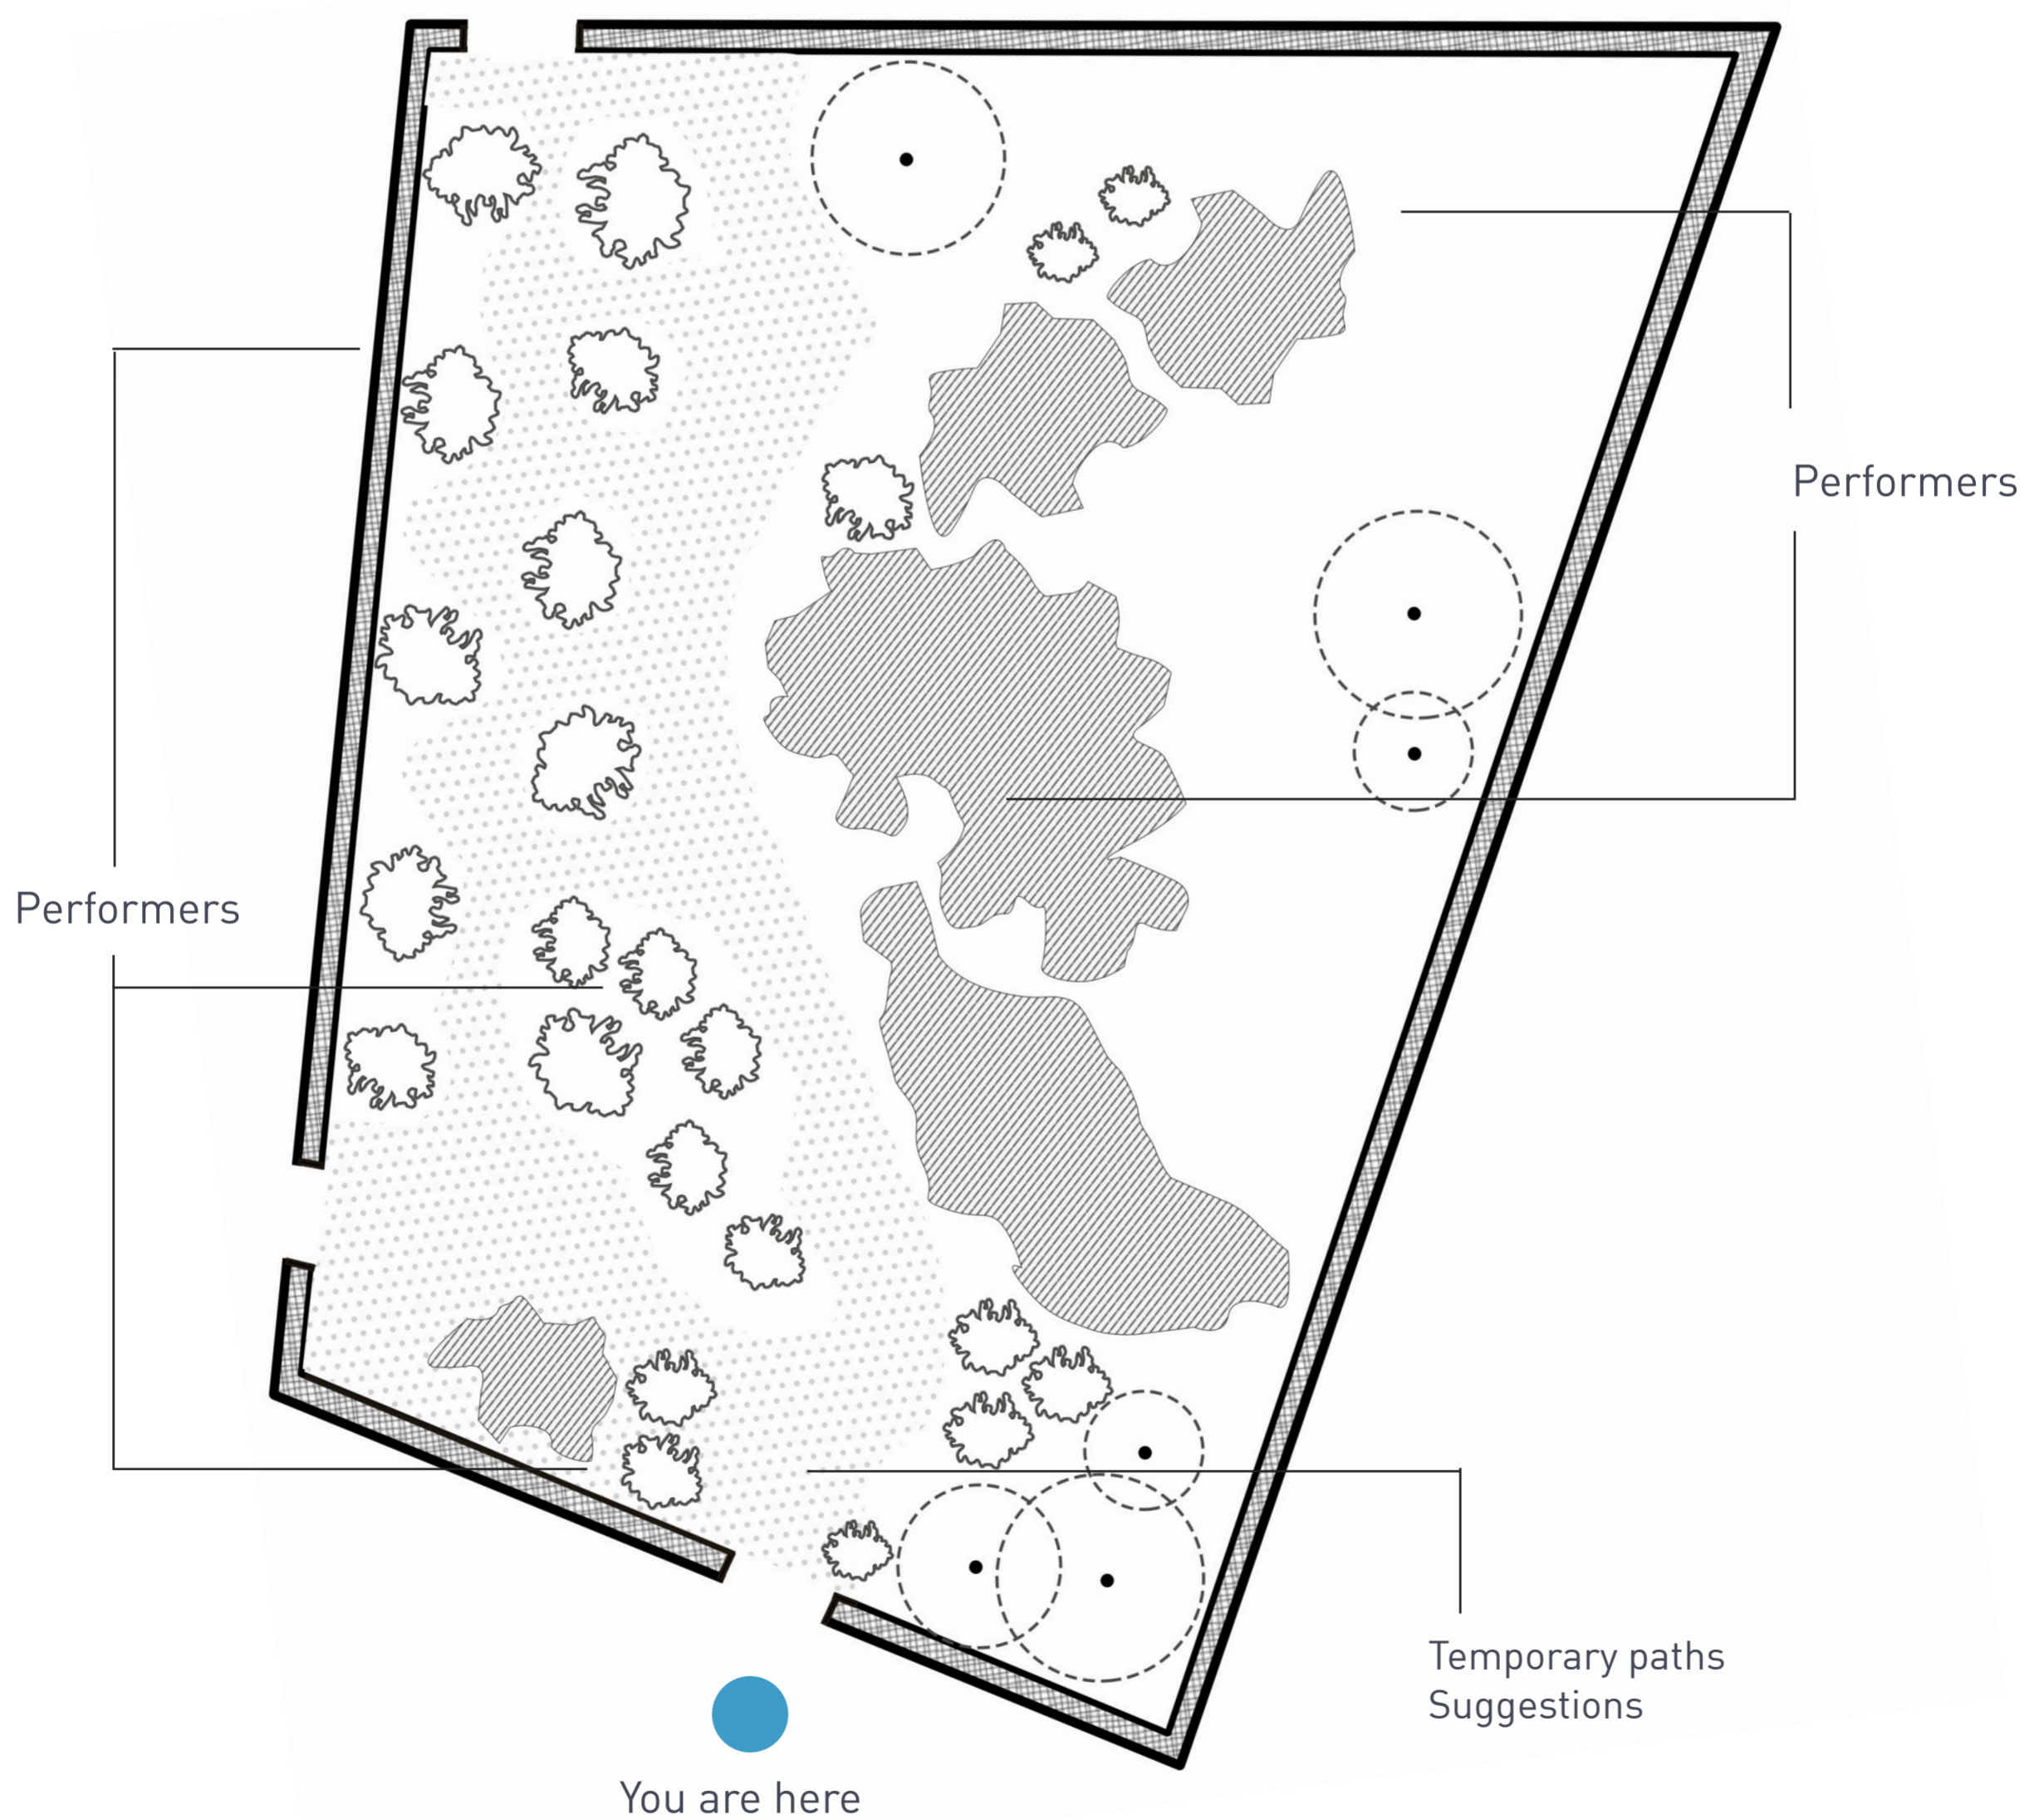 Performers
Performers
Temporary paths
Suggestions
You are here